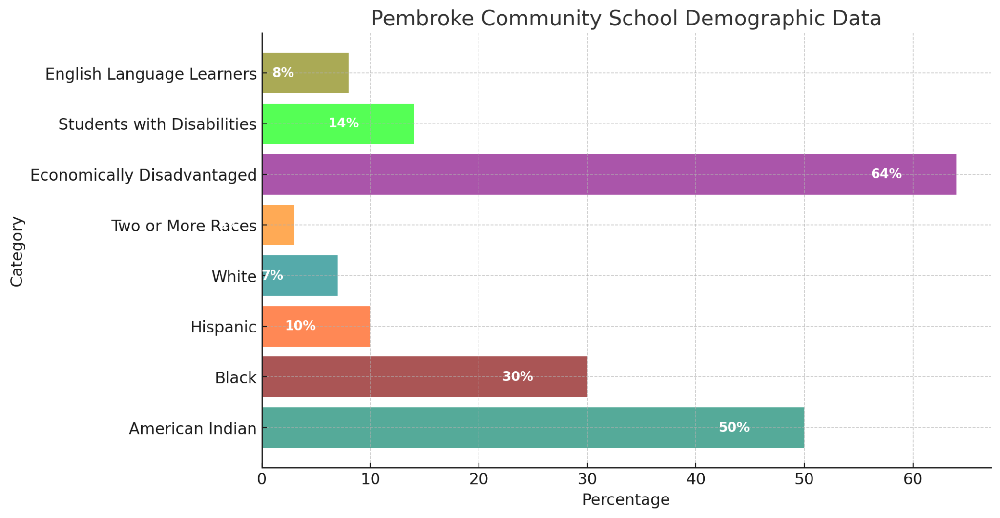 Pembroke Community School Demographic Data
English Language Learners
8%
Students with Disabilities
14%
Economically Disadvantaged
64%
Two or More Races
White
7%
Hispanic
10%
Black
30%
American Indian
50%
Category
0 10 20 30 40 50 60
Percentage